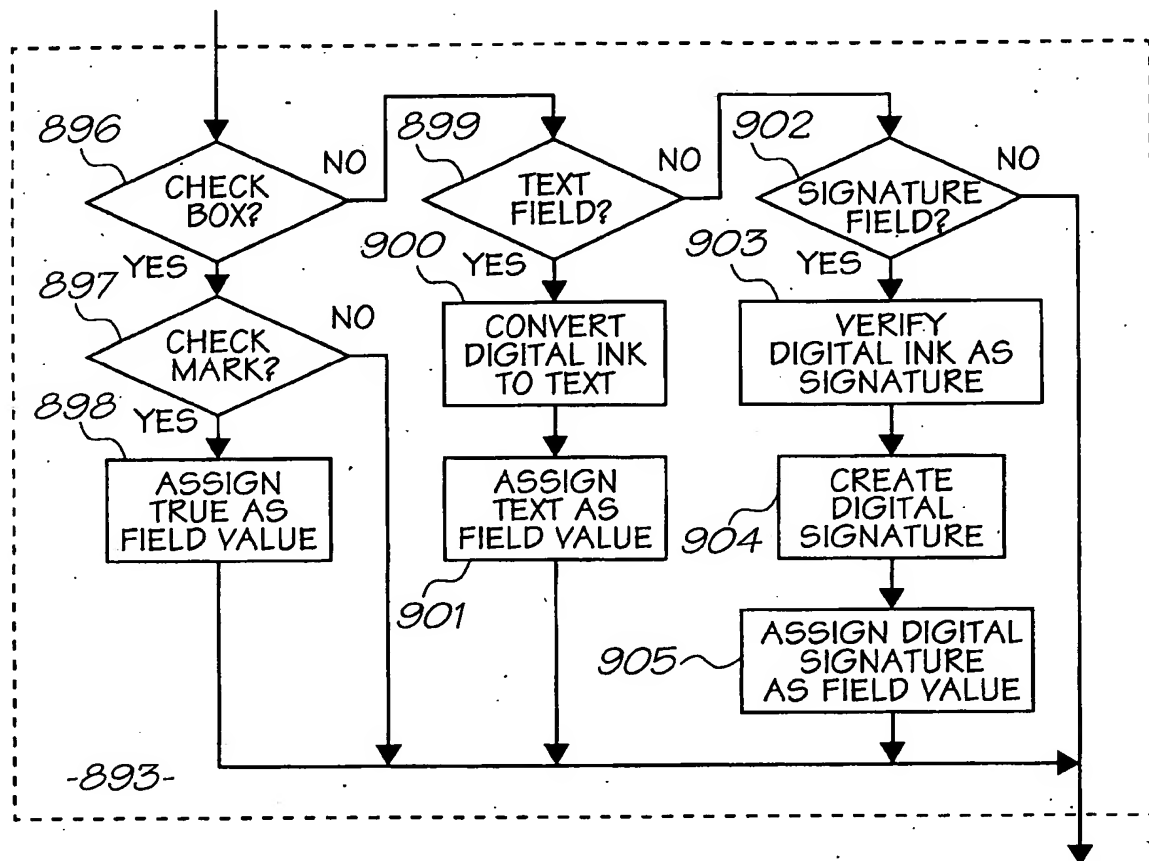 896
CHECK
BOX?
NO
YES
897
CHECK
MARK?
NO
YES
898
ASSIGN
TRUE AS
FIELD VALUE
899
TEXT
FIELD?
NO
YES
900
CONVERT
DIGITAL INK
TO TEXT
ASSIGN
TEXT AS
FIELD VALUE
901
902
SIGNATURE
FIELD?
NO
YES
903
VERIFY
DIGITAL INK AS
SIGNATURE
CREATE
DIGITAL
SIGNATURE
904
ASSIGN DIGITAL
SIGNATURE
AS FIELD VALUE
905
-893-